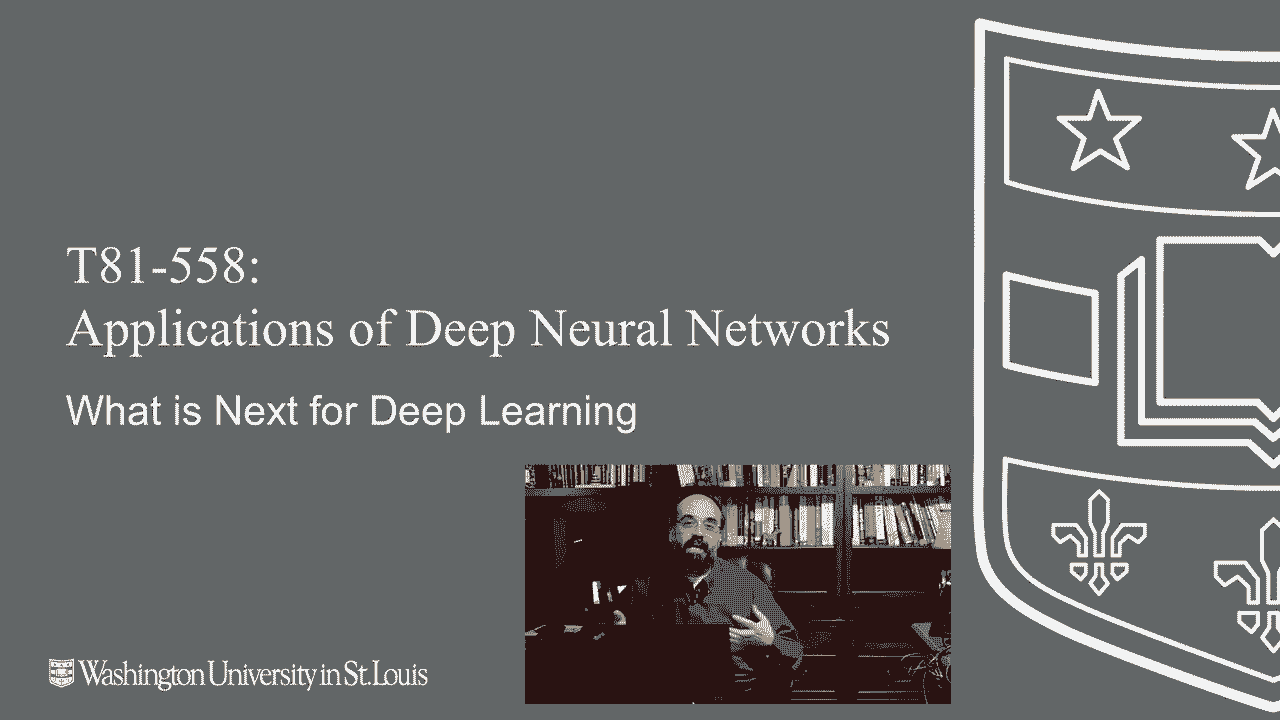 T81-558:
Applications of Deep Neural Networks
What is Next for Deep Learning
Washington University in St. Louis